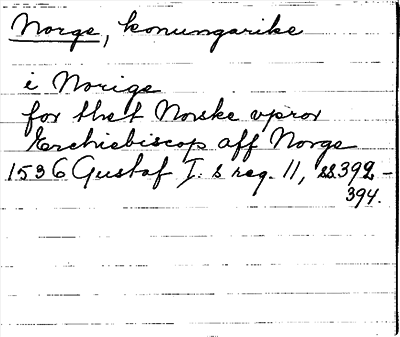 Norge, konungarike
i Norige
for thet Norske vpror
Erchiebiscop aff Norge
1536 Gustaf I:s reg. 11, ss 392-
394.